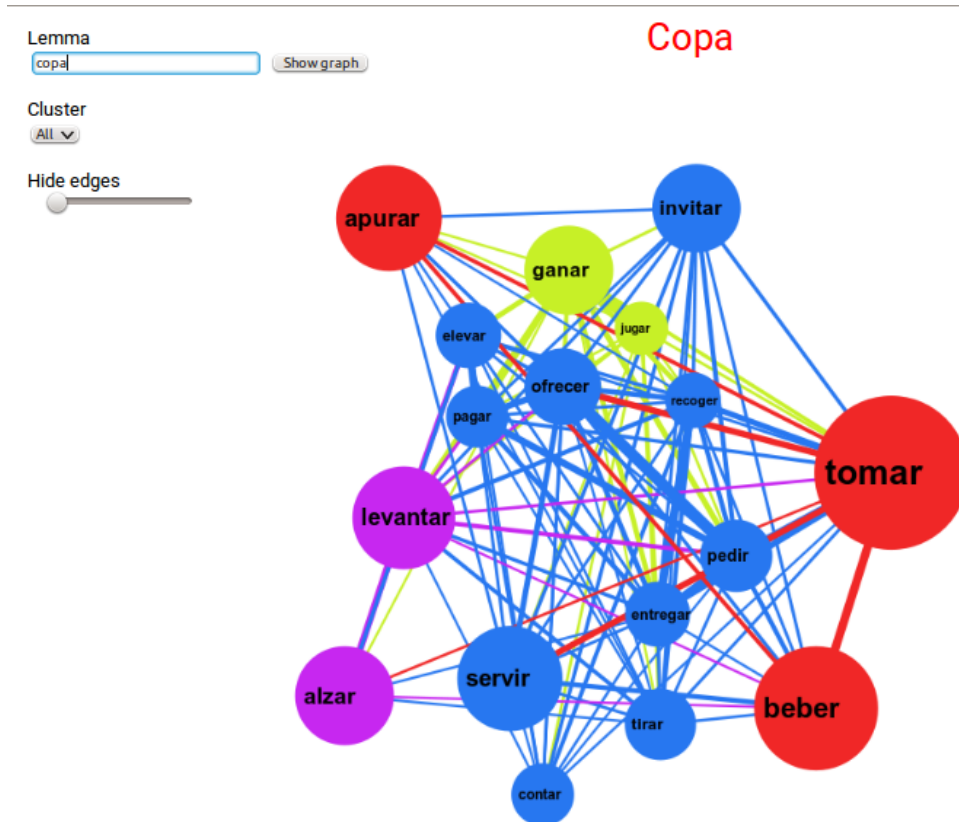 Lemma
Copa
copa
Show graph
Cluster
All
Hide edges
apurar
invitar
ganar
elevar
jugar
ofrecer
recoger
pagar
tomar
levantar
pedir
entregar
servir
alzar
beber
tirar
contar